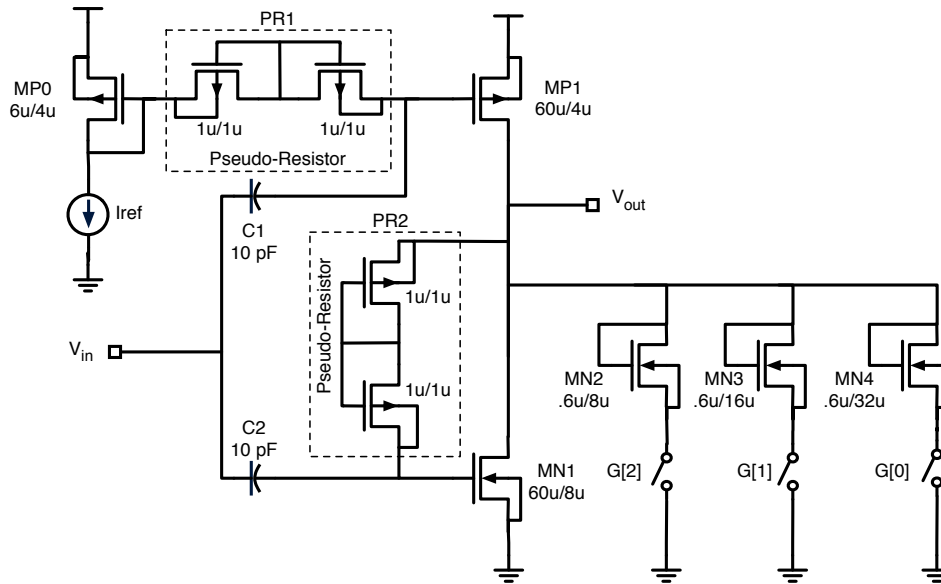 PR1
MP0
6u/4u
1u/1u
1u/1u
Pseudo-Resistor
MP1
60u/4u
Iref
C1
10 pF
PR2
Pseudo-Resistor
1u/1u
1u/1u
Vout
Vin
C2
10 pF
MN1
60u/8u
MN2
.6u/8u
MN3
.6u/16u
MN4
.6u/32u
G[2]
G[1]
G[0]